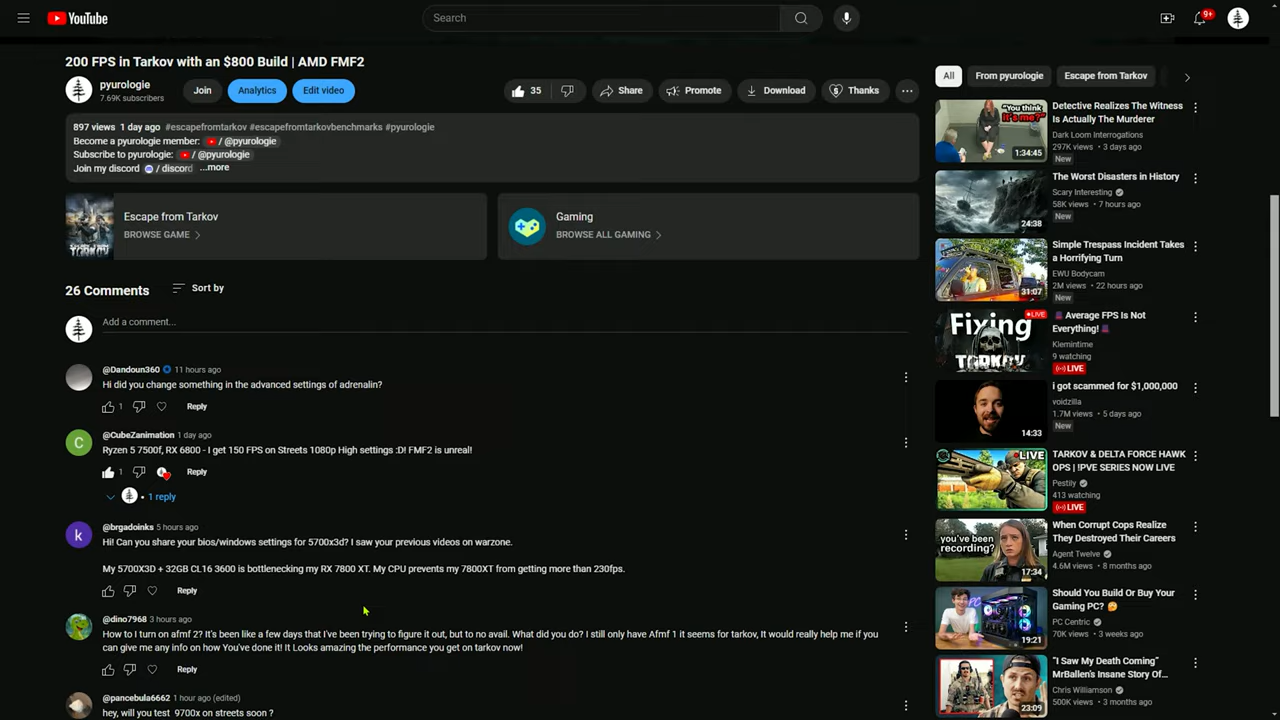 YouTube
Search
9+
200 FPS in Tarkov with an $800 Build | AMD FMF2
pyurologie
7.69K subscribers
Join
Analytics
Edit video
35
Share
Promote
Download
Thanks
897 views 1 day ago #escapefromtarkov #escapefromtarkovbenchmarks #pyurologie
Become a pyurologie member: / @pyurologie
Subscribe to pyurologie: / @pyurologie
Join my discord / discord ...more
Escape from Tarkov
BROWSE GAME
Gaming
BROWSE ALL GAMING
26 Comments
Sort by
Add a comment...
@Dandoun360 11 hours ago
Hi did you change something in the advanced settings of adrenalin?
1
Reply
C
@CubeZanimation 1 day ago
Ryzen 5 7500f, RX 6800 - I get 150 FPS on Streets 1080p High settings :D! FMF2 is unreal!
1
Reply
• 1 reply
k
@brgadoinks 5 hours ago
Hi! Can you share your bios/windows settings for 5700x3d? I saw your previous videos on warzone.
My 5700X3D + 32GB CL16 3600 is bottlenecking my RX 7800 XT. My CPU prevents my 7800XT from getting more than 230fps.
Reply
@dino7968 3 hours ago
How to I turn on afmf 2? It's been like a few days that I've been trying to figure it out, but to no avail. What did you do? I still only have Afmf 1 it seems for tarkov, It would really help me if you
can give me any info on how You've done it! It Looks amazing the performance you get on tarkov now!
Reply
@pancebula6662 1 hour ago (edited)
hey, will you test 9700x on streets soon ?
All
From pyurologie
Escape from Tarkov
"You think
it's me?"
1:34:45
Detective Realizes The Witness
Is Actually The Murderer
Dark Loom Interrogations
297K views • 3 days ago
New
24:38
The Worst Disasters in History
Scary Interesting
58K views • 7 hours ago
New
31:07
Simple Trespass Incident Takes
a Horrifying Turn
EWU Bodycam
2M views • 22 hours ago
New
LIVE
Fixing
TARKOV
Average FPS Is Not
Everything!
Klemintime
9 watching
LIVE
14:33
i got scammed for $1,000,000
voidzilla
1.7M views • 5 days ago
New
LIVE
TARKOV & DELTA FORCE HAWK
OPS | !PVE SERIES NOW LIVE
Pestily
413 watching
LIVE
you've been
recording?
17:34
When Corrupt Cops Realize
They Destroyed Their Careers
Agent Twelve
4.6M views • 8 months ago
19:21
Should You Build Or Buy Your
Gaming PC?
PC Centric
70K views • 3 weeks ago
23:09
"I Saw My Death Coming"
MrBallen's Insane Story Of...
Chris Williamson
500K views • 3 months ago